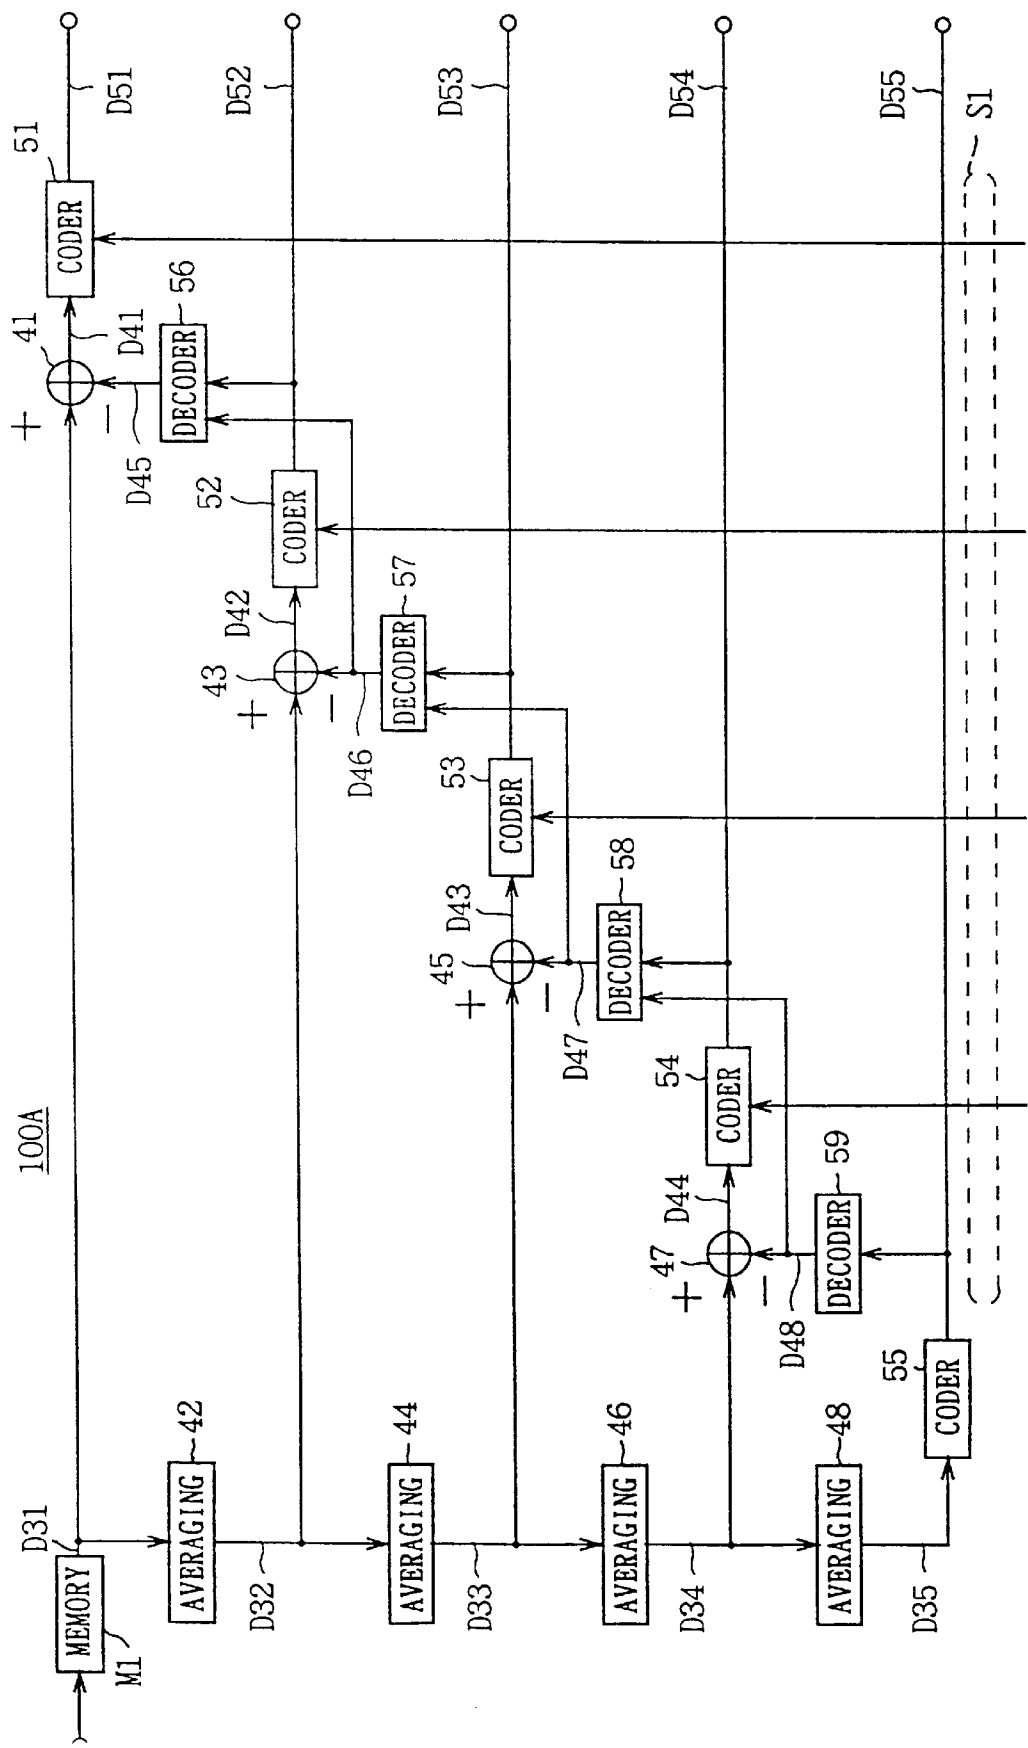 100A
MEMORY
M1
D31
+
−
41
D41
CODER
51
D51
D45
DECODER
56
AVERAGING
42
D32
+
−
43
D42
CODER
52
D52
D46
DECODER
57
AVERAGING
44
D33
+
−
45
D43
CODER
53
D53
D47
DECODER
58
AVERAGING
46
D34
+
−
47
D44
CODER
54
D54
D48
DECODER
59
AVERAGING
48
D35
CODER
55
D55
S1